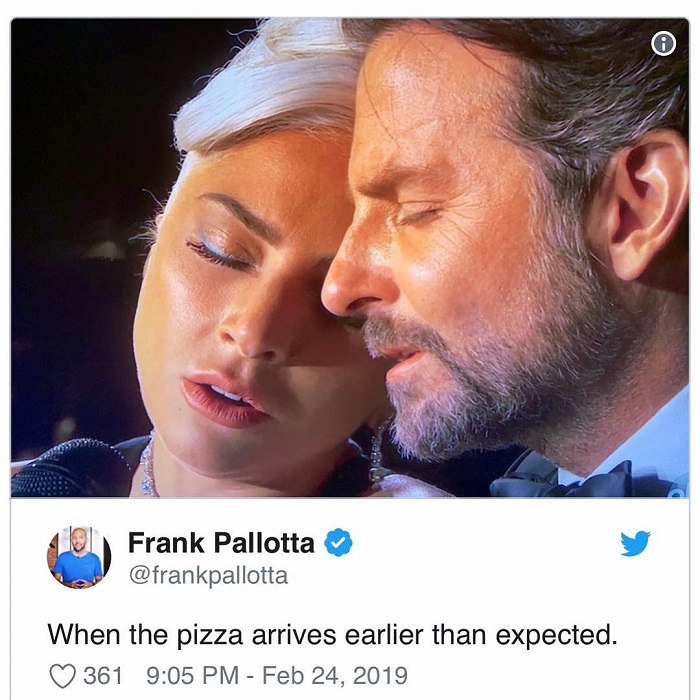 Frank Pallotta
@frankpallotta
When the pizza arrives earlier than expected.
361 9:05 PM - Feb 24, 2019